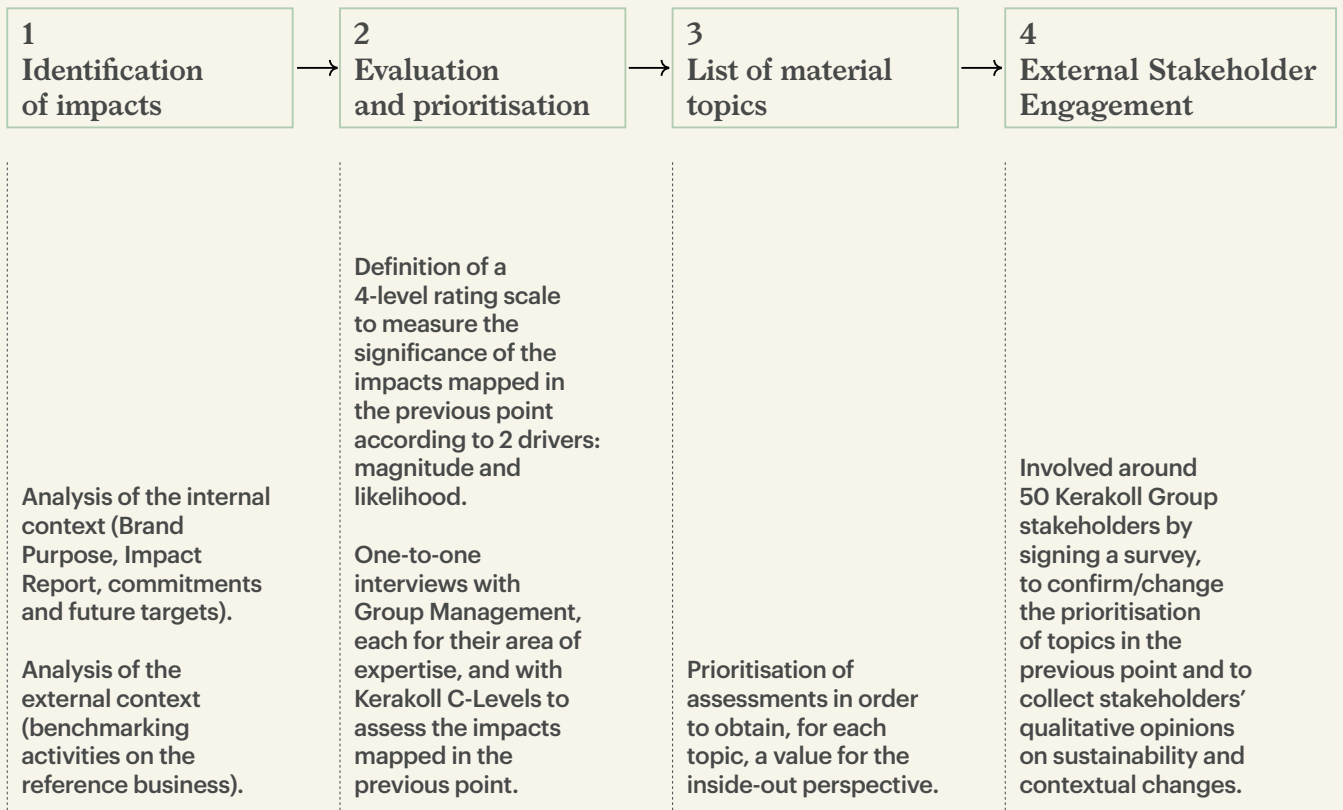 1
Identification
of impacts
2
Evaluation
and prioritisation
3
List of material
topics
4
External Stakeholder
Engagement
Analysis of the internal
context (Brand
Purpose, Impact
Report, commitments
and future targets).
Analysis of the
external context
(benchmarking
activities on the
reference business).
Definition of a
4-level rating scale
to measure the
significance of the
impacts mapped in
the previous point
according to 2 drivers:
magnitude and
likelihood.
One-to-one
interviews with
Group Management,
each for their area of
expertise, and with
Kerakoll C-Levels to
assess the impacts
mapped in the
previous point.
Prioritisation of
assessments in order
to obtain, for each
topic, a value for the
inside-out perspective.
Involved around
50 Kerakoll Group
stakeholders by
signing a survey,
to confirm/change
the prioritisation
of topics in the
previous point and to
collect stakeholders’
qualitative opinions
on sustainability and
contextual changes.